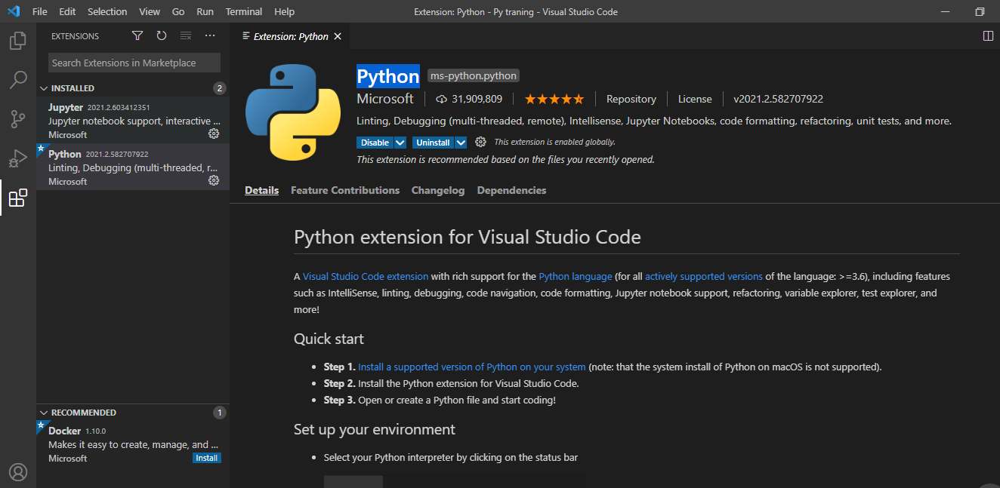 File Edit Selection View Go Run Terminal Help
Extension: Python - Py traning - Visual Studio Code
EXTENSIONS
Search Extensions in Marketplace
INSTALLED 2
Jupyter 2021.2.603412351
Jupyter notebook support, interactive ...
Microsoft
Python 2021.2.582707922
Linting, Debugging (multi-threaded, r...
Microsoft
RECOMMENDED 1
Docker 1.10.0
Makes it easy to create, manage, and ...
Microsoft Install
Extension: Python
Python ms-python.python
Microsoft 31,909,809 Repository License v2021.2.582707922
Linting, Debugging (multi-threaded, remote), Intellisense, Jupyter Notebooks, code formatting, refactoring, unit tests, and more.
Disable Uninstall This extension is enabled globally.
This extension is recommended based on the files you recently opened.
Details Feature Contributions Changelog Dependencies
Python extension for Visual Studio Code
A Visual Studio Code extension with rich support for the Python language (for all actively supported versions of the language: >=3.6), including features
such as IntelliSense, linting, debugging, code navigation, code formatting, Jupyter notebook support, refactoring, variable explorer, test explorer, and
more!
Quick start
• Step 1. Install a supported version of Python on your system (note: that the system install of Python on macOS is not supported).
• Step 2. Install the Python extension for Visual Studio Code.
• Step 3. Open or create a Python file and start coding!
Set up your environment
• Select your Python interpreter by clicking on the status bar